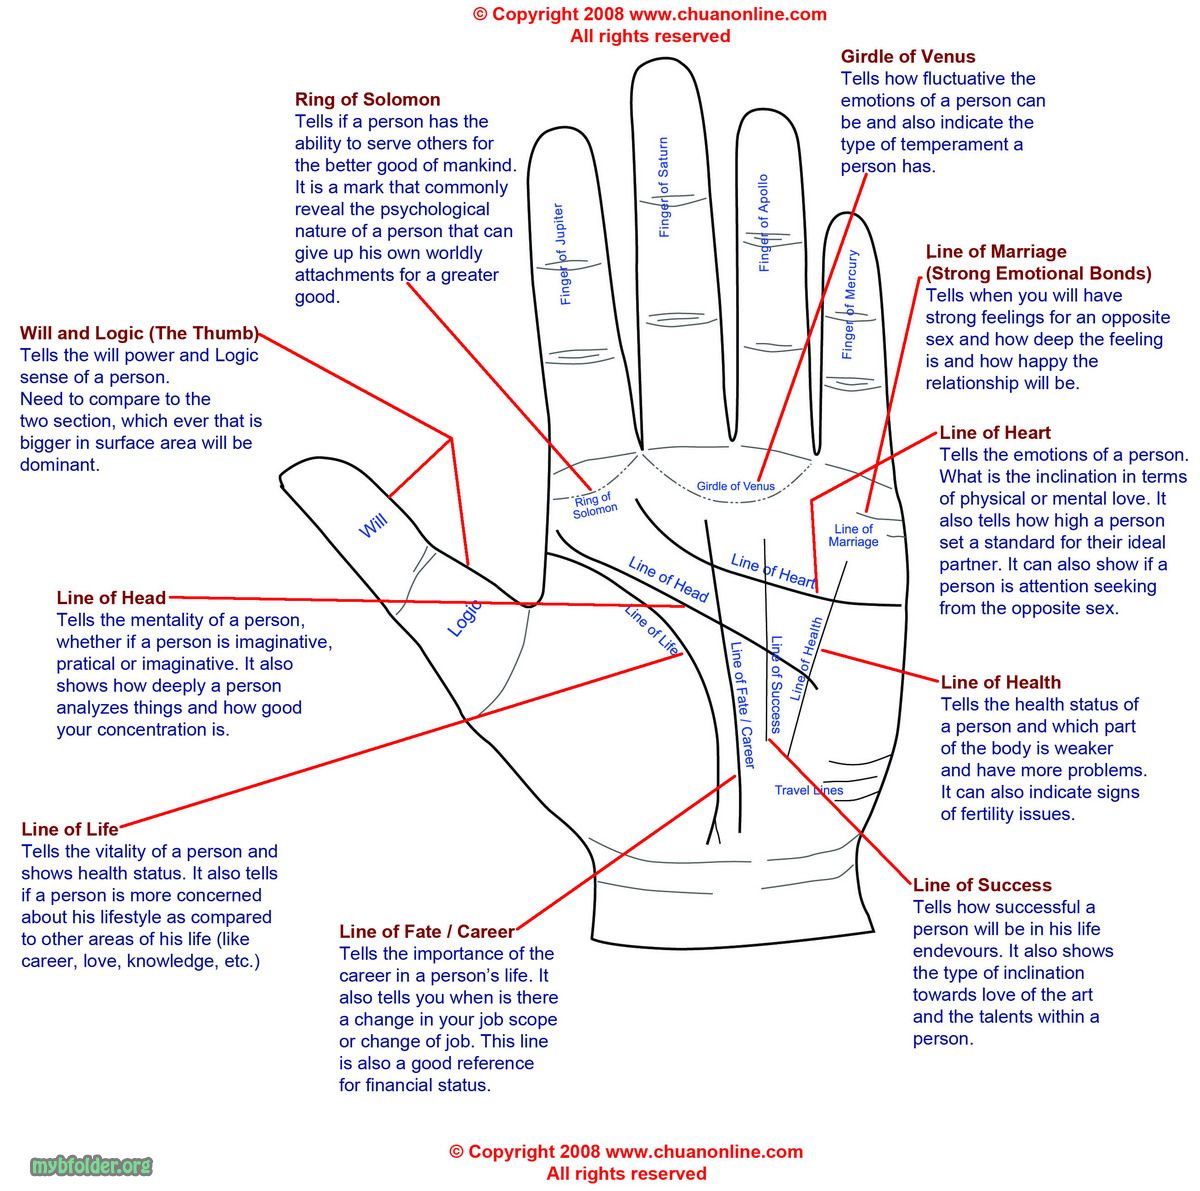 © Copyright 2008 www.chuanonline.com
All rights reserved
Ring of Solomon
Tells if a person has the
ability to serve others for
the better good of mankind.
It is a mark that commonly
reveal the psychological
nature of a person that can
give up his own worldly
attachments for a greater
good.
Girdle of Venus
Tells how fluctuative the
emotions of a person can
be and also indicate the
type of temperament a
person has.
Line of Marriage
(Strong Emotional Bonds)
Tells when you will have
strong feelings for an opposite
sex and how deep the feeling
is and how happy the
relationship will be.
Will and Logic (The Thumb)
Tells the will power and Logic
sense of a person.
Need to compare to the
two section, which ever that is
bigger in surface area will be
dominant.
Line of Heart
Tells the emotions of a person.
What is the inclination in terms
of physical or mental love. It
also tells how high a person
set a standard for their ideal
partner. It can also show if a
person is attention seeking
from the opposite sex.
Finger of Jupiter
Finger of Saturn
Finger of Apollo
Finger of Mercury
Ring of
Solomon
Girdle of Venus
Line of
Marriage
Will
Logic
Line of Head
Line of Heart
Line of Life
Line of Fate / Career
Line of Success
Line of Health
Travel Lines
Line of Head
Tells the mentality of a person,
whether if a person is imaginative,
pratical or imaginative. It also
shows how deeply a person
analyzes things and how good
your concentration is.
Line of Health
Tells the health status of
a person and which part
of the body is weaker
and have more problems.
It can also indicate signs
of fertility issues.
Line of Life
Tells the vitality of a person and
shows health status. It also tells
if a person is more concerned
about his lifestyle as compared
to other areas of his life (like
career, love, knowledge, etc.)
Line of Fate / Career
Tells the importance of the
career in a person's life. It
also tells you when is there
a change in your job scope
or change of job. This line
is also a good reference
for financial status.
Line of Success
Tells how successful a
person will be in his life
endevours. It also shows
the type of inclination
towards love of the art
and the talents within a
person.
© Copyright 2008 www.chuanonline.com
All rights reserved
mybfolder.org